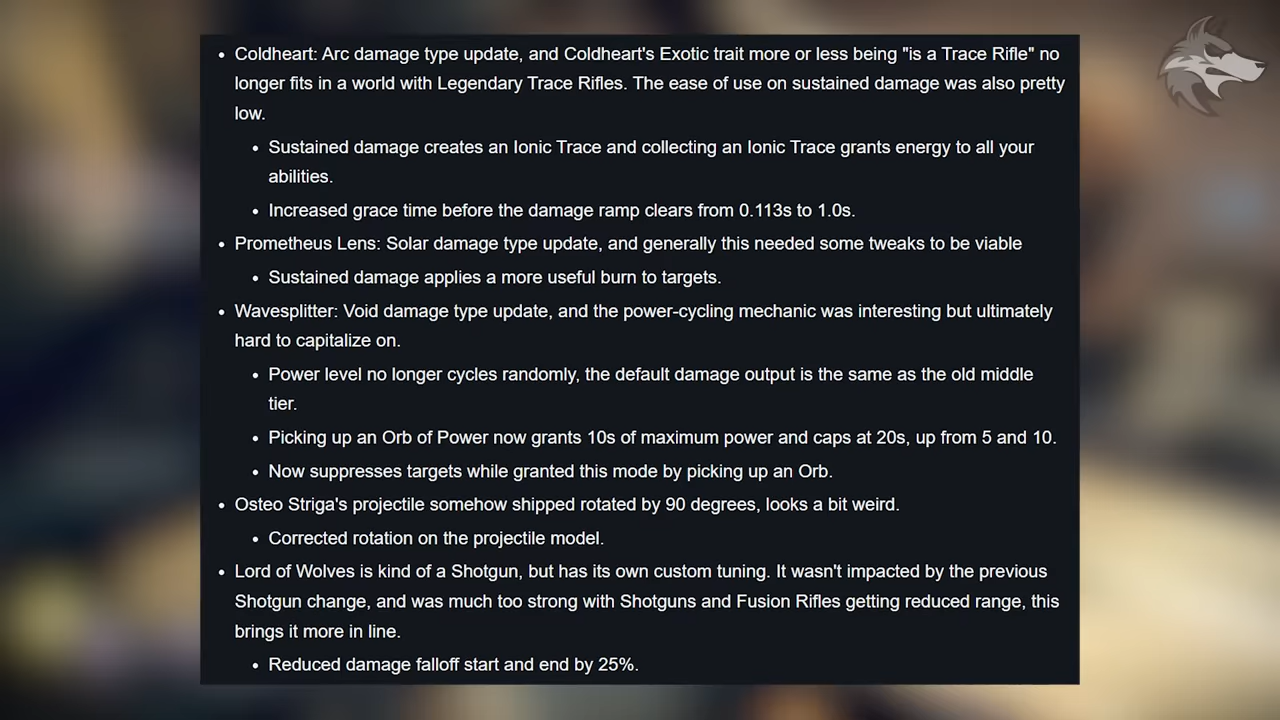 • Coldheart: Arc damage type update, and Coldheart's Exotic trait more or less being "is a Trace Rifle" no
longer fits in a world with Legendary Trace Rifles. The ease of use on sustained damage was also pretty
low.
• Sustained damage creates an Ionic Trace and collecting an Ionic Trace grants energy to all your
abilities.
• Increased grace time before the damage ramp clears from 0.113s to 1.0s.
• Prometheus Lens: Solar damage type update, and generally this needed some tweaks to be viable
• Sustained damage applies a more useful burn to targets.
• Wavesplitter: Void damage type update, and the power-cycling mechanic was interesting but ultimately
hard to capitalize on.
• Power level no longer cycles randomly, the default damage output is the same as the old middle
tier.
• Picking up an Orb of Power now grants 10s of maximum power and caps at 20s, up from 5 and 10.
• Now suppresses targets while granted this mode by picking up an Orb.
• Osteo Striga's projectile somehow shipped rotated by 90 degrees, looks a bit weird.
• Corrected rotation on the projectile model.
• Lord of Wolves is kind of a Shotgun, but has its own custom tuning. It wasn't impacted by the previous
Shotgun change, and was much too strong with Shotguns and Fusion Rifles getting reduced range, this
brings it more in line.
• Reduced damage falloff start and end by 25%.